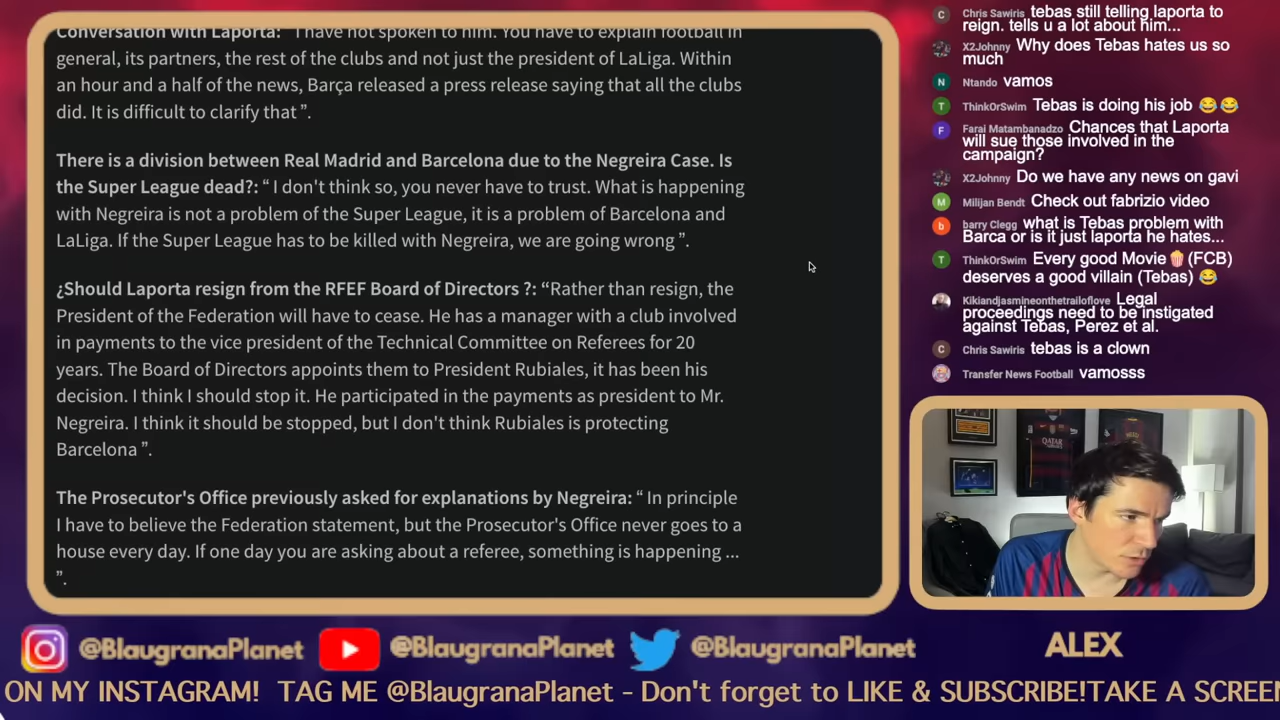 Conversation with Laporta: “ I have not spoken to him. You have to explain football in
general, its partners, the rest of the clubs and not just the president of LaLiga. Within
an hour and a half of the news, Barça released a press release saying that all the clubs
did. It is difficult to clarify that ”.
There is a division between Real Madrid and Barcelona due to the Negreira Case. Is
the Super League dead?: “ I don't think so, you never have to trust. What is happening
with Negreira is not a problem of the Super League, it is a problem of Barcelona and
LaLiga. If the Super League has to be killed with Negreira, we are going wrong ”.
¿Should Laporta resign from the RFEF Board of Directors ?: “Rather than resign, the
President of the Federation will have to cease. He has a manager with a club involved
in payments to the vice president of the Technical Committee on Referees for 20
years. The Board of Directors appoints them to President Rubiales, it has been his
decision. I think I should stop it. He participated in the payments as president to Mr.
Negreira. I think it should be stopped, but I don't think Rubiales is protecting
Barcelona ”.
The Prosecutor's Office previously asked for explanations by Negreira: “ In principle
I have to believe the Federation statement, but the Prosecutor's Office never goes to a
house every day. If one day you are asking about a referee, something is happening ...
”.
C Chris Sawiris tebas still telling laporta to
reign. tells u a lot about him...
X2Johnny Why does Tebas hates us so
much
N Ntando vamos
T ThinkOrSwim Tebas is doing his job 😂😂
F Farai Matambanadzo Chances that Laporta
will sue those involved in the
campaign?
X2Johnny Do we have any news on gavi
M Milijan Bendt Check out fabrizio video
b barry Clegg what is Tebas problem with
Barca or is it just laporta he hates...
T ThinkOrSwim Every good Movie🍿(FCB)
deserves a good villain (Tebas) 😂
Kikiandjasmineonthetrailoflove Legal
proceedings need to be instigated
against Tebas, Perez et al.
C Chris Sawiris tebas is a clown
Transfer News Football vamosss
QATAR
@BlaugranaPlanet @BlaugranaPlanet @BlaugranaPlanet ALEX
ON MY INSTAGRAM! TAG ME @BlaugranaPlanet - Don't forget to LIKE & SUBSCRIBE!TAKE A SCREEN